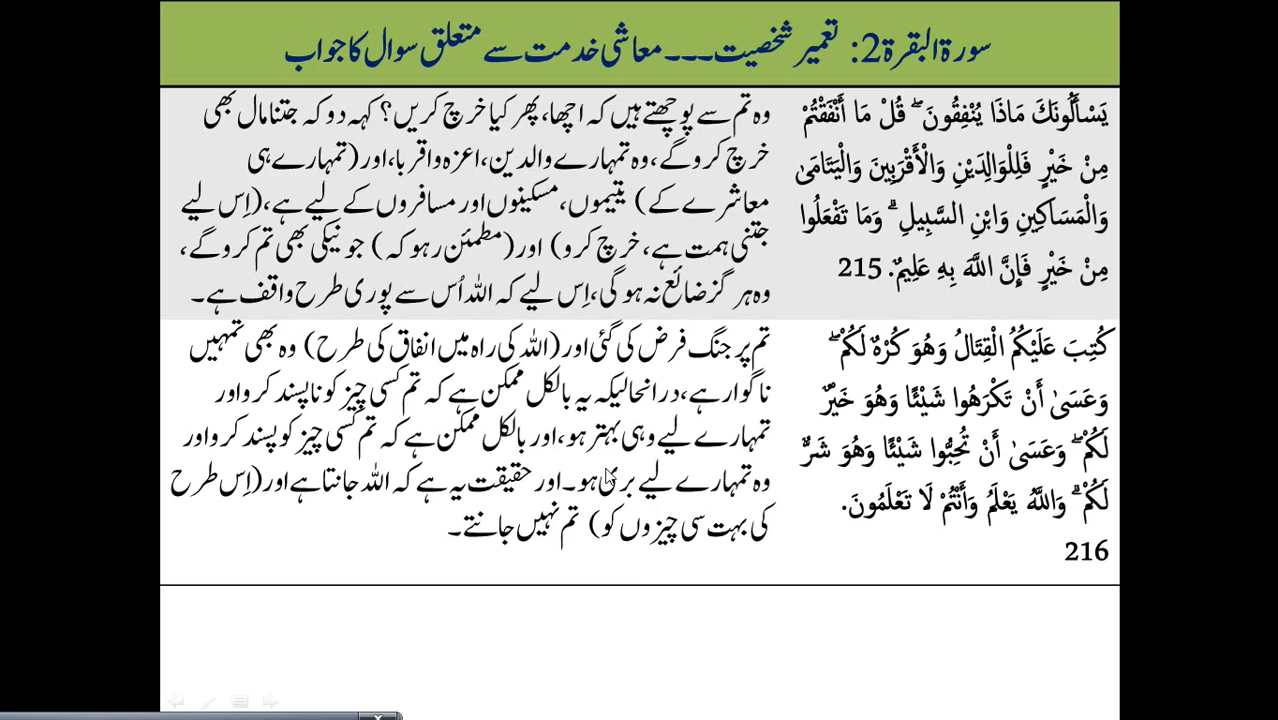 سورۃ البقرۃ 2: تعمیر شخصیت۔۔۔معاشی خدمت سے متعلق سوال کا جواب
يَسْأَلُونَكَ مَاذَا يُنْفِقُونَ ۖ قُلْ مَا أَنْفَقْتُمْ
مِنْ خَيْرٍ فَلِلْوَالِدَيْنِ وَالْأَقْرَبِينَ وَالْيَتَامَىٰ
وَالْمَسَاكِينِ وَابْنِ السَّبِيلِ ۗ وَمَا تَفْعَلُوا
مِنْ خَيْرٍ فَإِنَّ اللَّهَ بِهِ عَلِيمٌ. 215
وہ تم سے پوچھتے ہیں کہ اچھا، پھر کیا خرچ کریں؟ کہہ دو کہ جتنا مال بھی
خرچ کرو گے، وہ تمہارے والدین، اعزہ و اقربا، اور (تمہارے ہی
معاشرے کے) یتیموں، مسکینوں اور مسافروں کے لیے ہے، (اِس لیے
جتنی ہمت ہے، خرچ کرو) اور (مطمئن رہو کہ) جو نیکی بھی تم کرو گے،
وہ ہرگز ضائع نہ ہو گی، اِس لیے کہ اللہ اُس سے پوری طرح واقف ہے۔
كُتِبَ عَلَيْكُمُ الْقِتَالُ وَهُوَ كُرْهٌ لَكُمْ ۖ
وَعَسَىٰ أَنْ تَكْرَهُوا شَيْئًا وَهُوَ خَيْرٌ
لَكُمْ ۖ وَعَسَىٰ أَنْ تُحِبُّوا شَيْئًا وَهُوَ شَرٌّ
لَكُمْ ۗ وَاللَّهُ يَعْلَمُ وَأَنْتُمْ لَا تَعْلَمُونَ.
216
تم پر جنگ فرض کی گئی اور (اللہ کی راہ میں انفاق کی طرح) وہ بھی تمہیں
ناگوار ہے، دراںحالیکہ یہ بالکل ممکن ہے کہ تم کسی چیز کو ناپسند کرو اور
تمہارے لیے وہی بہتر ہو، اور بالکل ممکن ہے کہ تم کسی چیز کو پسند کرو اور
وہ تمہارے لیے بری ہو۔ اور حقیقت یہ ہے کہ اللہ جانتا ہے اور (اِس طرح
کی بہت سی چیزوں کو) تم نہیں جانتے۔